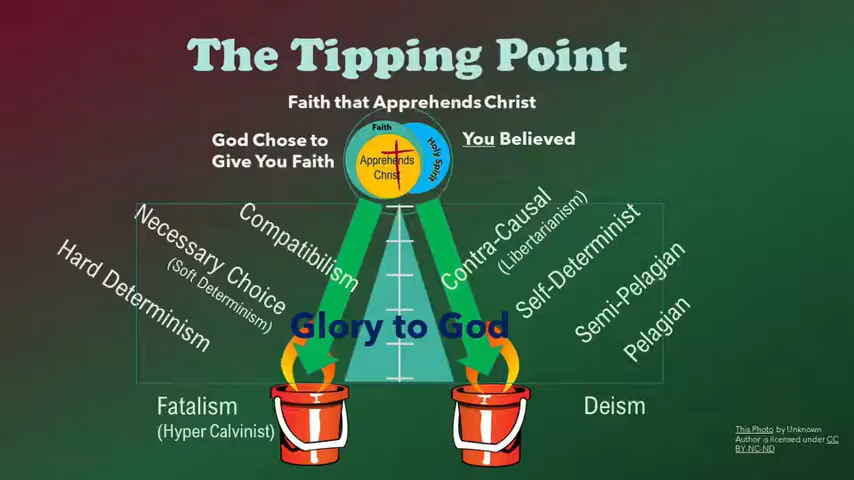 The Tipping Point
Faith that Apprehends Christ
God Chose to
Give You Faith
You Believed
Faith
Apprehends
Christ
Holy Spirit
Hard Determinism
Necessary Choice
(Soft Determinism)
Compatibilism
Contra-Causal
(Libertarianism)
Self-Determinist
Semi-Pelagian
Pelagian
Glory to God
Fatalism
(Hyper Calvinist)
Deism
This Photo by Unknown
Author is licensed under CC
BY-NC-ND